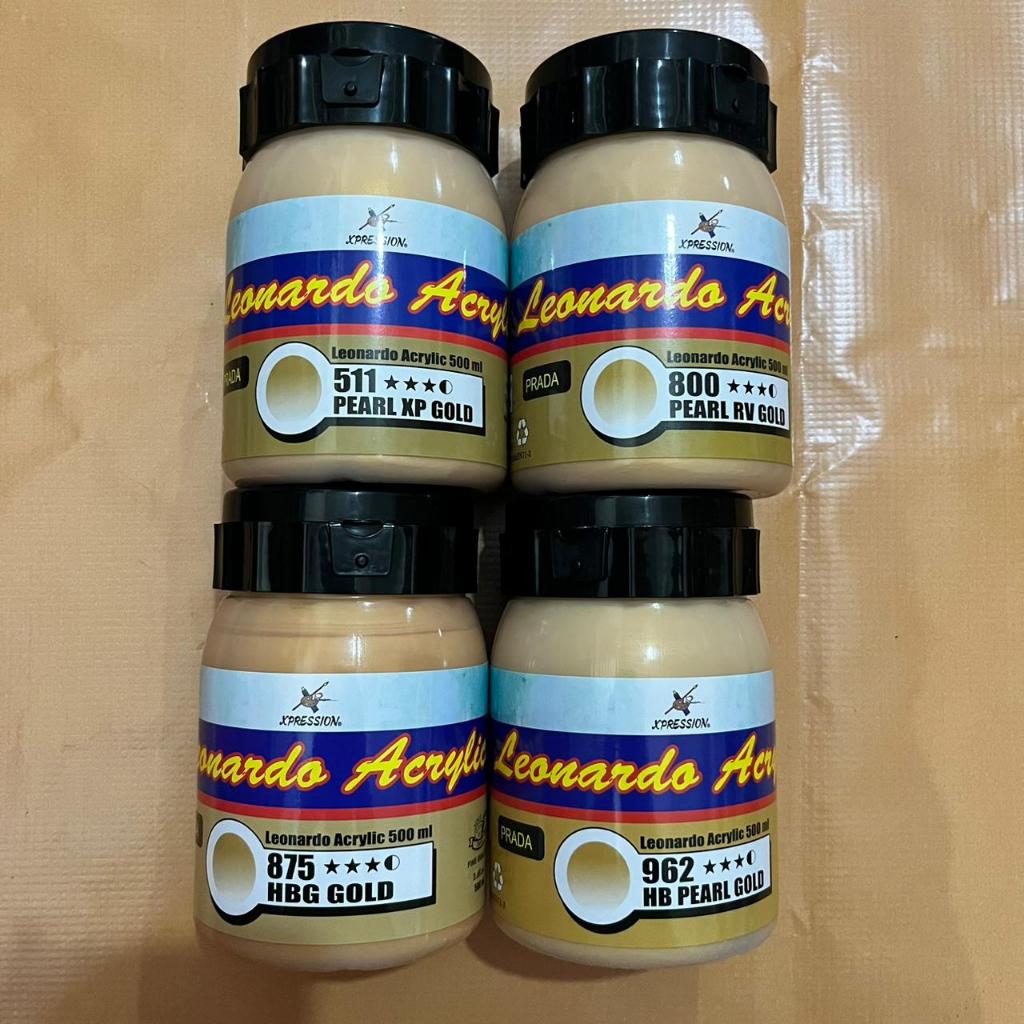 XPRESSION®
Leonardo Acryl
Leonardo Acrylic 500 ml
PRADA
511 ★★★◐
PEARL XP GOLD
XPRESSION®
Leonardo Acr
Leonardo Acrylic 500 ml
PRADA
800 ★★★◐
PEARL RV GOLD
XPRESSION®
onardo Acrylic
Leonardo Acrylic 500 ml
875 ★★★◐
HBG GOLD
XPRESSION®
Leonardo Acry
Leonardo Acrylic 500 ml
PRADA
962 ★★★◐
HB PEARL GOLD